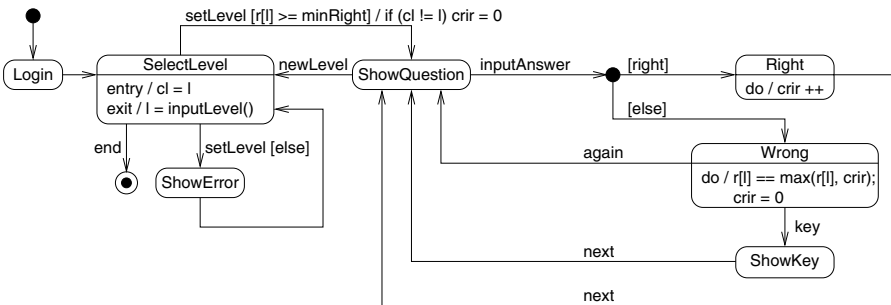 setLevel [r[l] >= minRight] / if (cl != l) crir = 0
Login
SelectLevel
newLevel
ShowQuestion
inputAnswer
[right]
Right
entry / cl = l
exit / l = inputLevel()
do / crir ++
[else]
end
setLevel [else]
again
Wrong
ShowError
do / r[l] == max(r[l], crir);
crir = 0
key
next
ShowKey
next